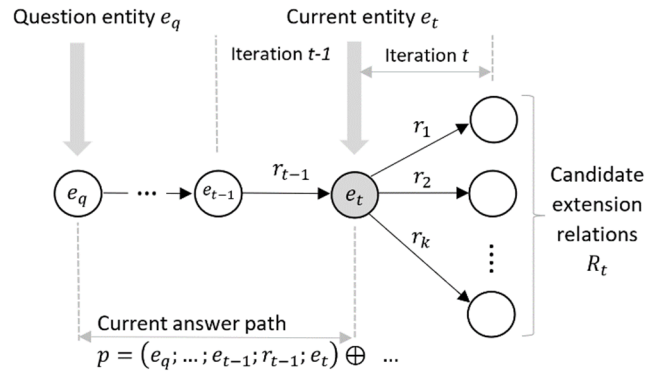 Question entity e_q
Current entity e_t
Iteration t-1
Iteration t
r_1
e_q
...
e_{t−1}
r_{t−1}
e_t
r_2
r_k
Candidate
extension
relations
R_t
Current answer path
p = (e_q; …; e_{t−1}; r_{t−1}; e_t) ⊕ …